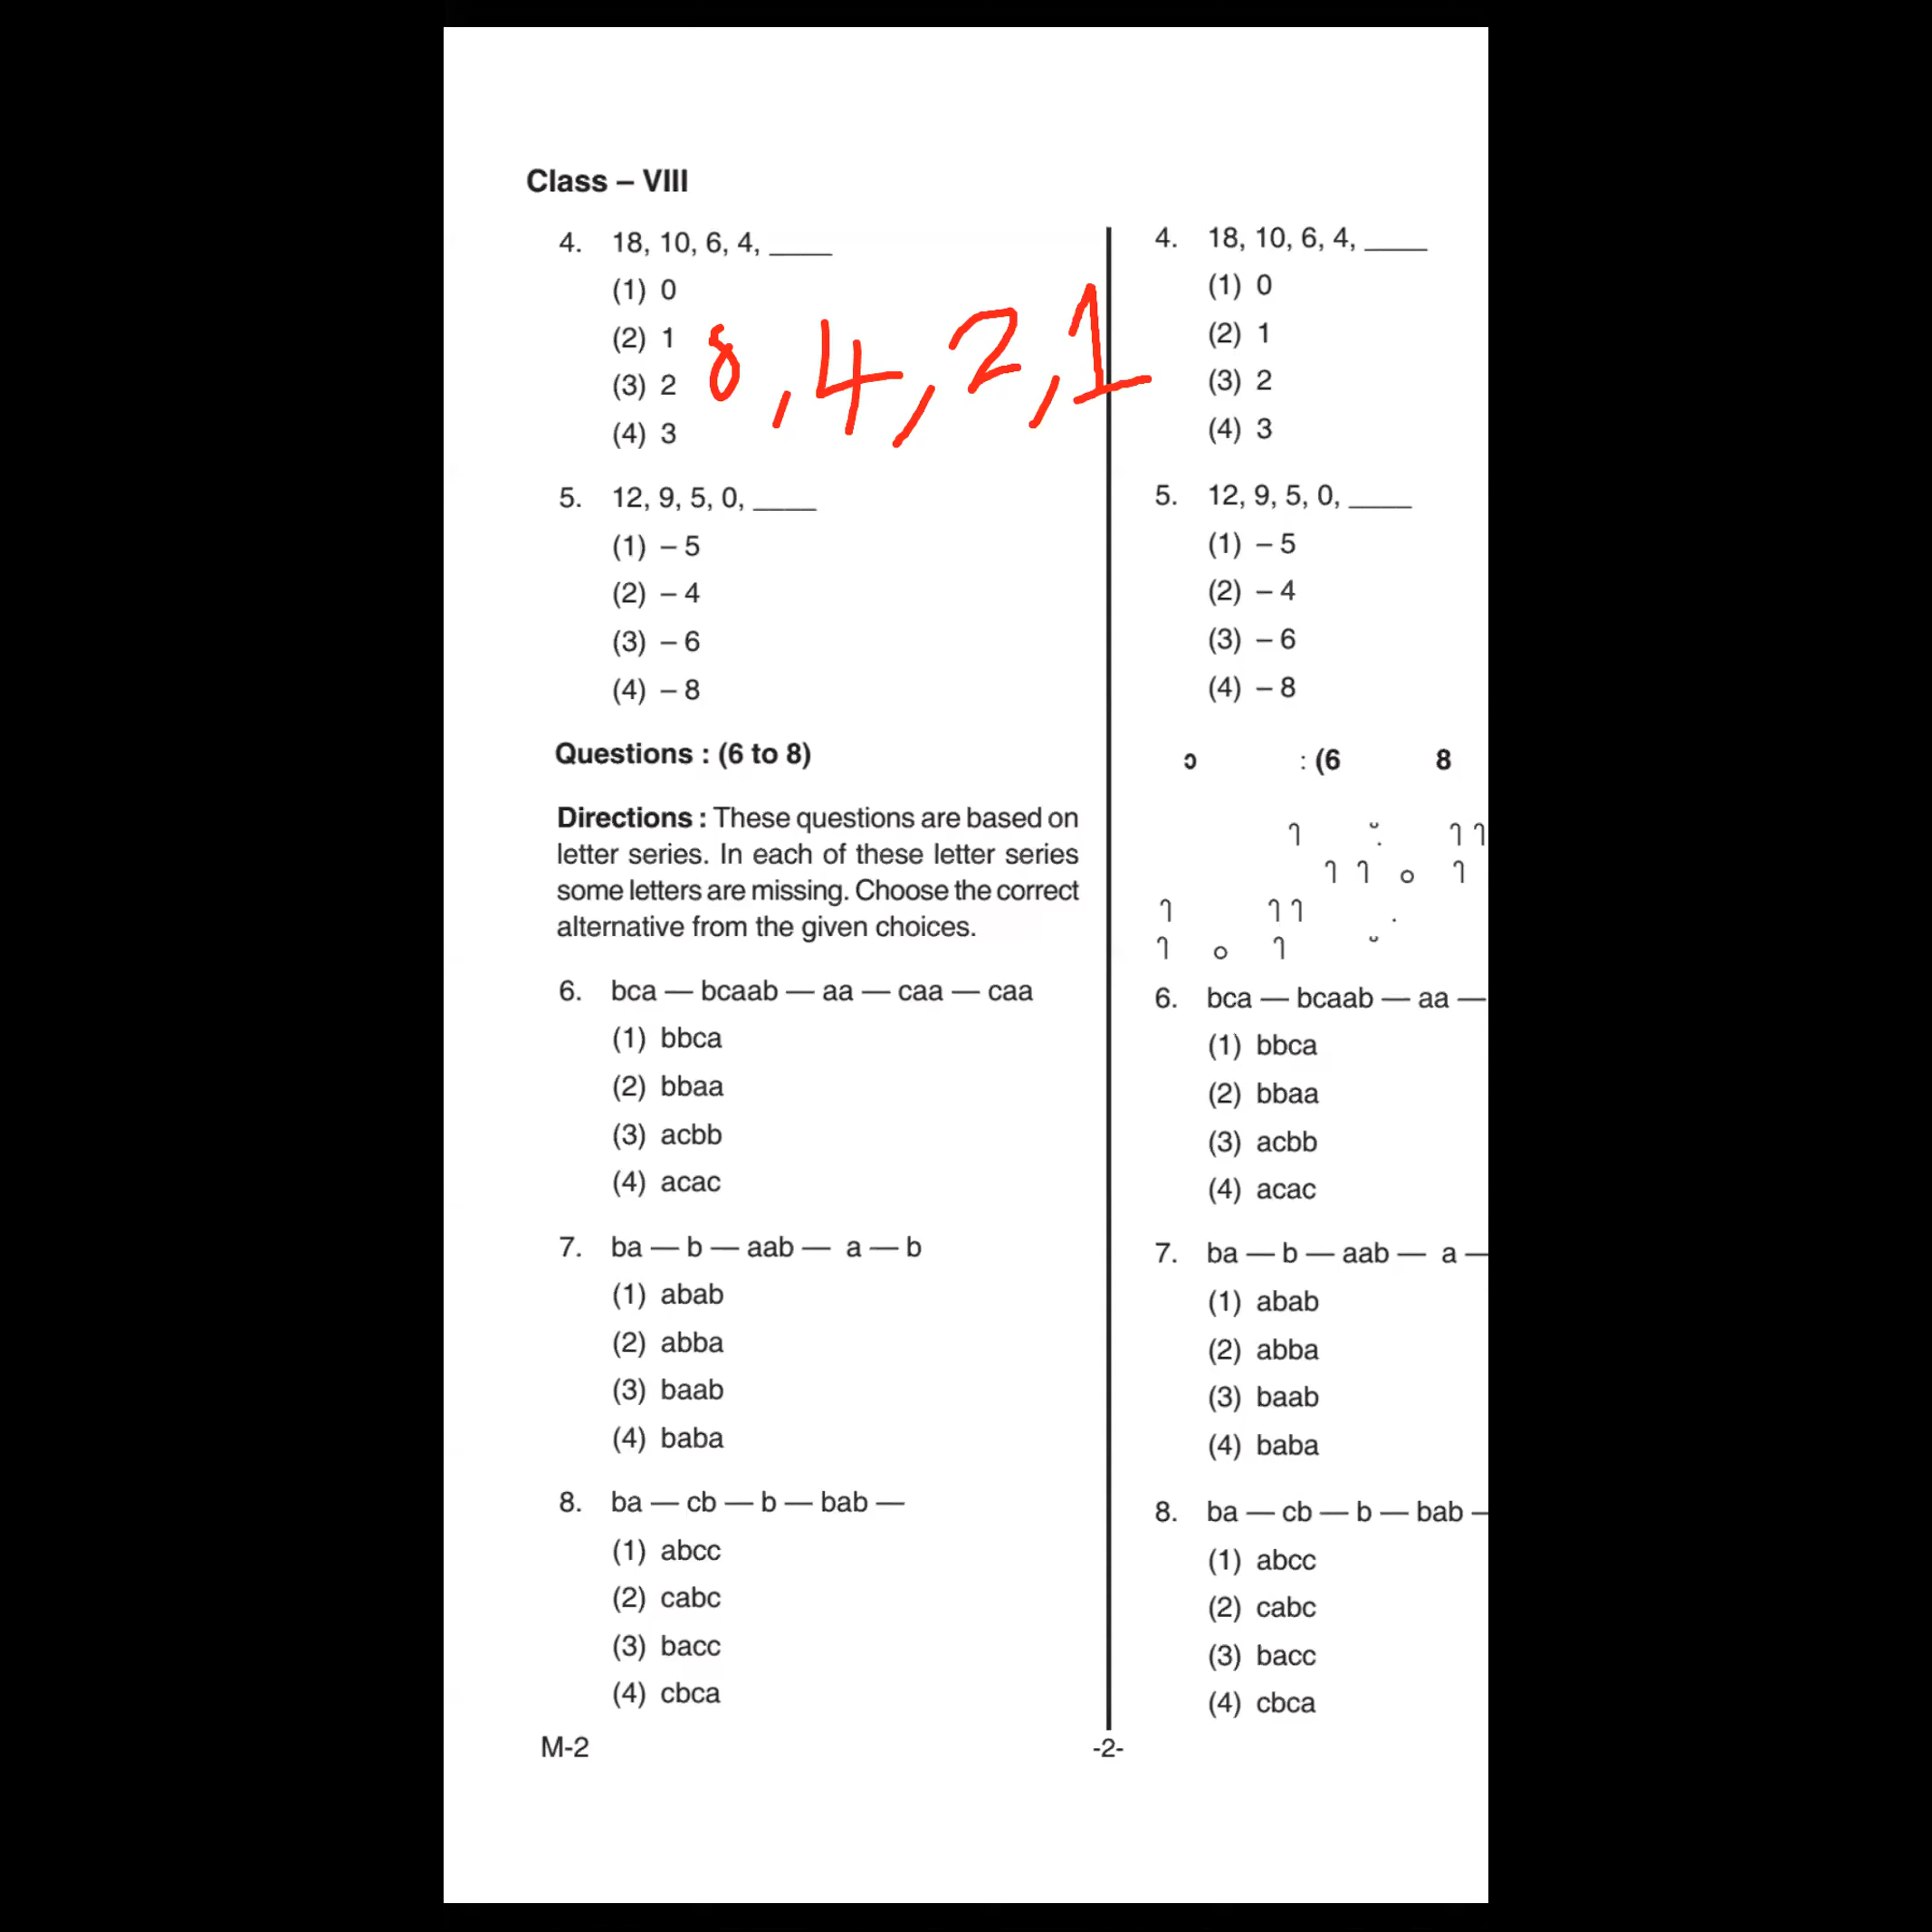 Class – VIII
4. 18, 10, 6, 4, ____
(1) 0
(2) 1
(3) 2
(4) 3
8, 4, 2, 1
5. 12, 9, 5, 0, ____
(1) – 5
(2) – 4
(3) – 6
(4) – 8
Questions : (6 to 8)
Directions : These questions are based on
letter series. In each of these letter series
some letters are missing. Choose the correct
alternative from the given choices.
6. bca — bcaab — aa — caa — caa
(1) bbca
(2) bbaa
(3) acbb
(4) acac
7. ba — b — aab — a — b
(1) abab
(2) abba
(3) baab
(4) baba
8. ba — cb — b — bab —
(1) abcc
(2) cabc
(3) bacc
(4) cbca
4. 18, 10, 6, 4, ____
(1) 0
(2) 1
(3) 2
(4) 3
5. 12, 9, 5, 0, ____
(1) – 5
(2) – 4
(3) – 6
(4) – 8
: (6 8
6. bca — bcaab — aa —
(1) bbca
(2) bbaa
(3) acbb
(4) acac
7. ba — b — aab — a —
(1) abab
(2) abba
(3) baab
(4) baba
8. ba — cb — b — bab —
(1) abcc
(2) cabc
(3) bacc
(4) cbca
M-2
-2-